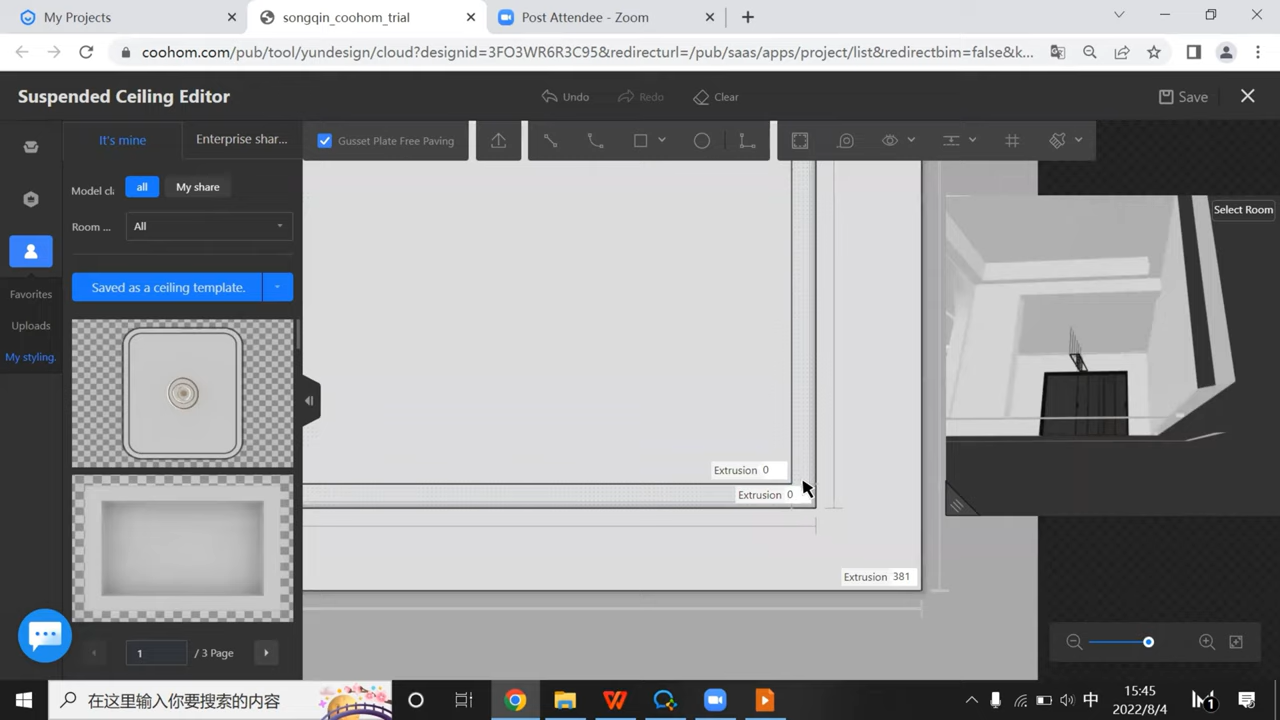 My Projects
songqin_coohom_trial
Post Attendee - Zoom
coohom.com/pub/tool/yundesign/cloud?designid=3FO3WR6R3C95&redirecturl=/pub/saas/apps/project/list&redirectbim=false&k...
Suspended Ceiling Editor
Undo
Redo
Clear
Save
It's mine
Enterprise shar...
Gusset Plate Free Paving
Model cl
all
My share
Select Room
Room ...
All
Saved as a ceiling template.
Favorites
Uploads
My styling.
Extrusion 0
Extrusion 0
Extrusion 381
1
/ 3 Page
在这里输入你要搜索的内容
中
15:45
2022/8/4
1